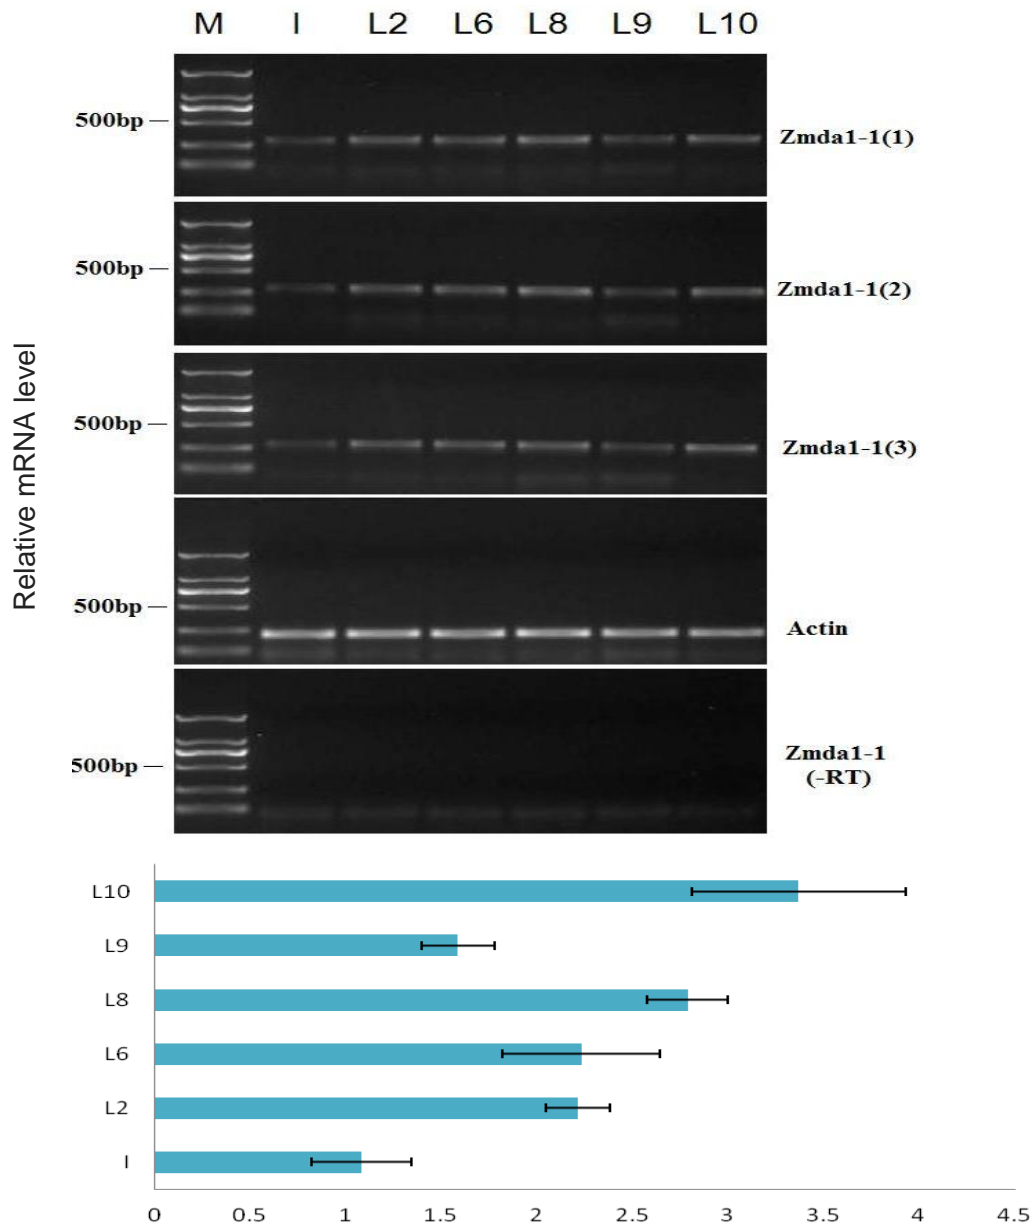 M I L2 L6 L8 L9 L10
500bp
Zmda1-1(1)
500bp
Zmda1-1(2)
500bp
Zmda1-1(3)
500bp
Actin
500bp
Zmda1-1
(-RT)
Relative mRNA level
L10
L9
L8
L6
L2
I
0 0.5 1 1.5 2 2.5 3 3.5 4 4.5